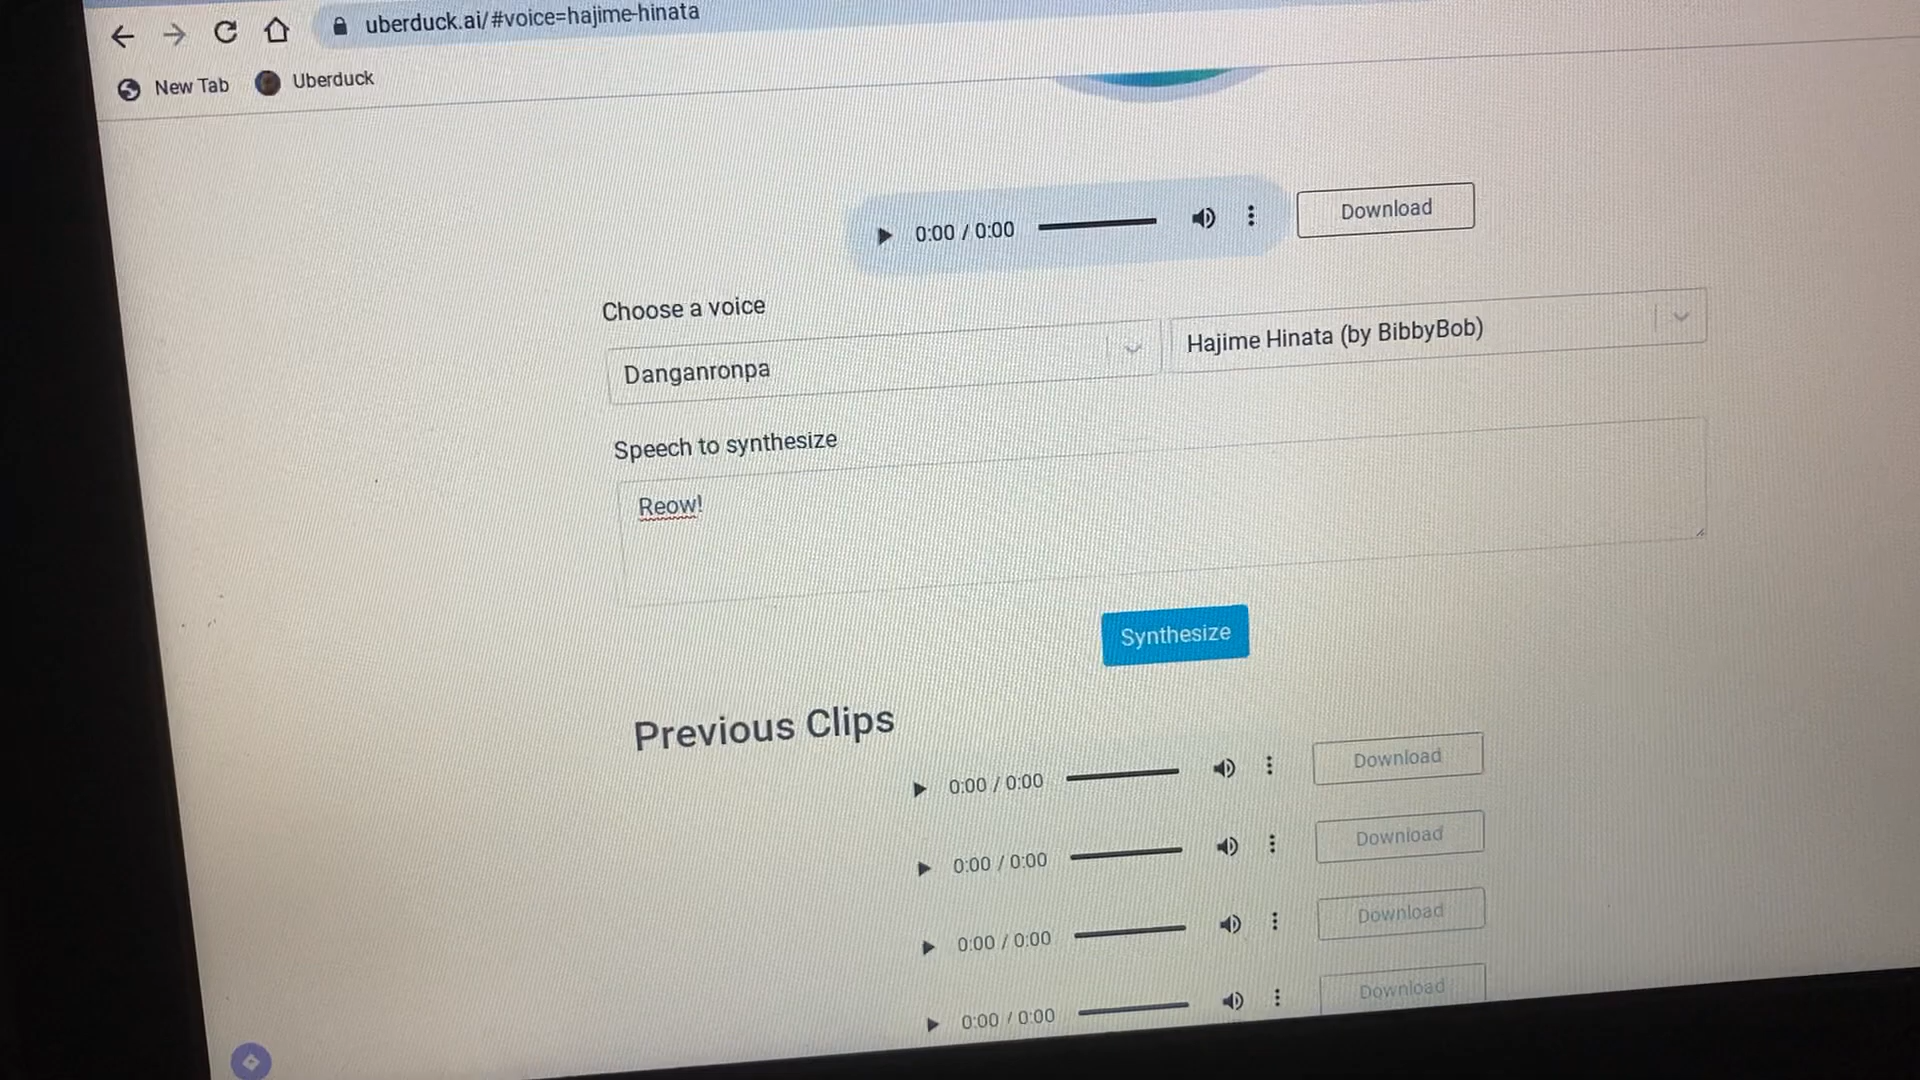 uberduck.ai/#voice=hajime-hinata
New Tab
Uberduck
0:00 / 0:00
Download
Choose a voice
Danganronpa
Hajime Hinata (by BibbyBob)
Speech to synthesize
Reow!
Synthesize
Previous Clips
0:00 / 0:00
Download
0:00 / 0:00
Download
0:00 / 0:00
Download
0:00 / 0:00
Download